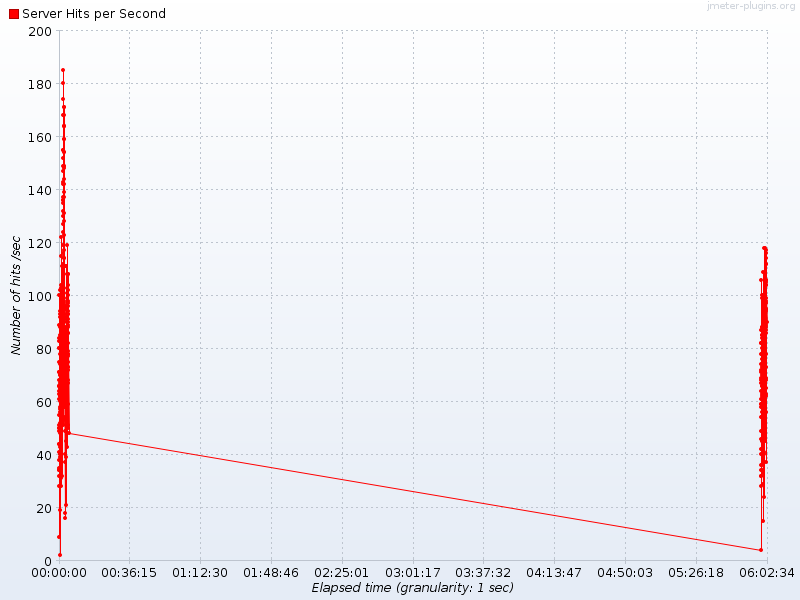 jmeter-plugins.org
Server Hits per Second
200
180
160
140
120
100
80
60
40
20
0
Number of hits /sec
00:00:00 00:36:15 01:12:30 01:48:46 02:25:01 03:01:17 03:37:32 04:13:47 04:50:03 05:26:18 06:02:34
Elapsed time (granularity: 1 sec)